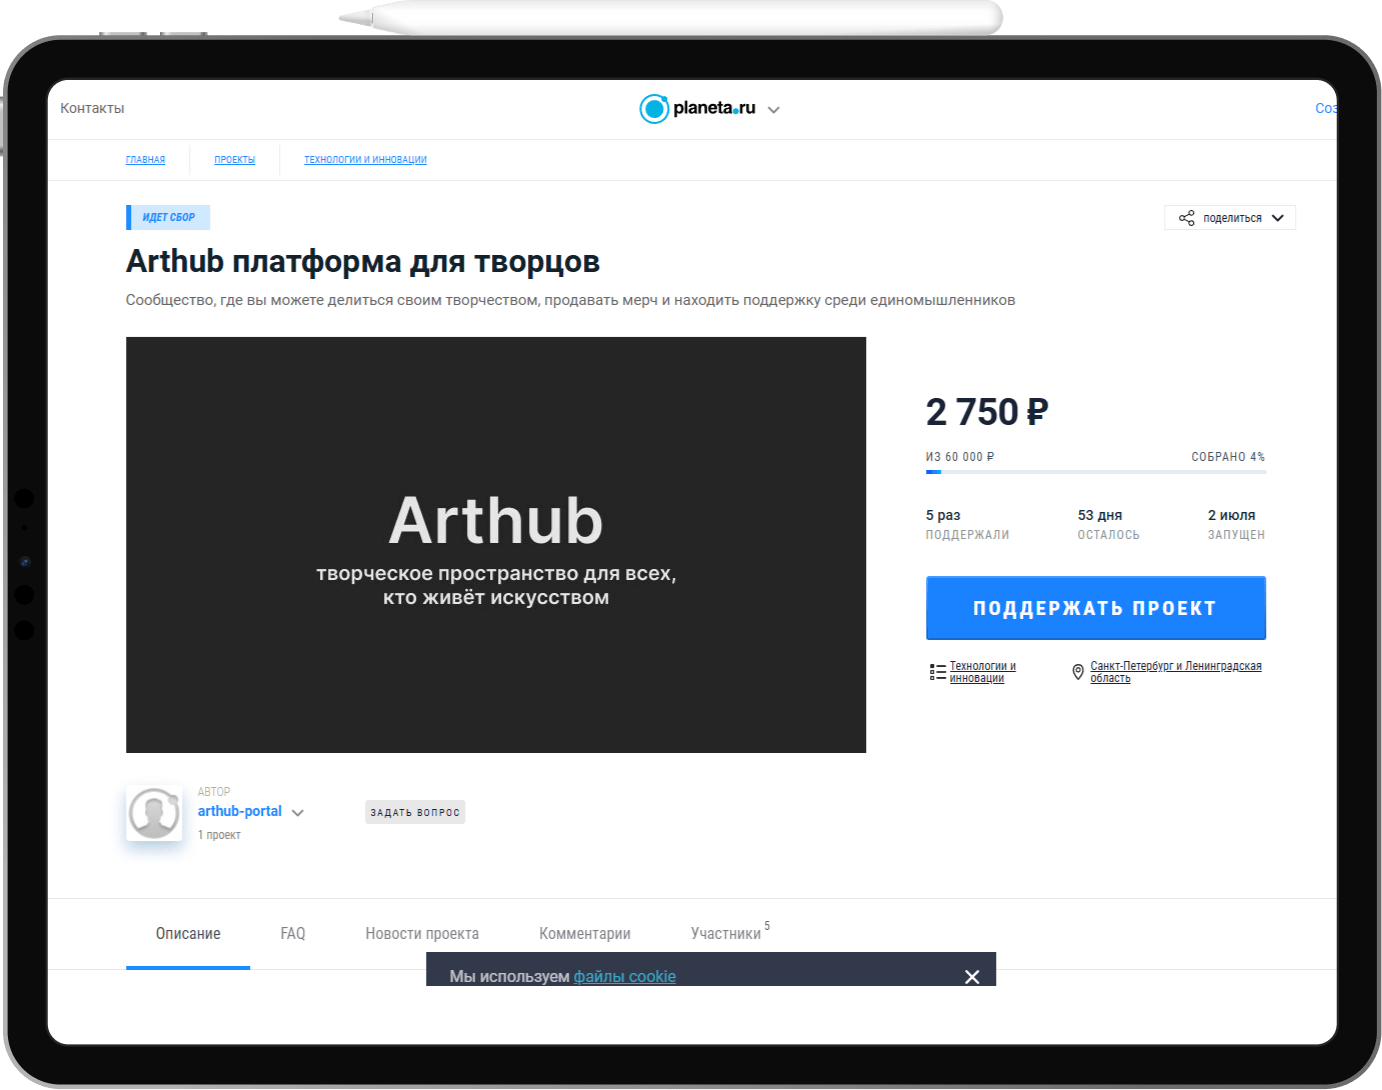 Контакты
planeta.ru
Соз
ГЛАВНАЯ
ПРОЕКТЫ
ТЕХНОЛОГИИ И ИННОВАЦИИ
ИДЕТ СБОР
поделиться
Arthub платформа для творцов
Сообщество, где вы можете делиться своим творчеством, продавать мерч и находить поддержку среди единомышленников
Arthub
творческое пространство для всех,
кто живёт искусством
2 750 ₽
ИЗ 60 000 ₽
СОБРАНО 4%
5 раз
ПОДДЕРЖАЛИ
53 дня
ОСТАЛОСЬ
2 июля
ЗАПУЩЕН
ПОДДЕРЖАТЬ ПРОЕКТ
Технологии и
инновации
Санкт-Петербург и Ленинградская
область
АВТОР
arthub-portal
1 проект
ЗАДАТЬ ВОПРОС
Описание
FAQ
Новости проекта
Комментарии
Участники 5
Мы используем файлы cookie